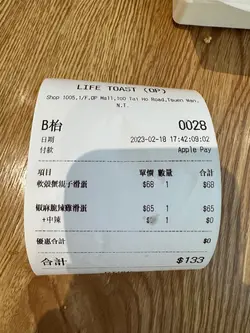 LIFE TOAST (OP)
Shop 1005,1/F,OP Mall,100 Tai Ho Road,Tsuen Wan,
N.T.
B枱 0028
日期 2023-02-18 17:42:09:02
付款 Apple Pay
項目 單價 數量 合計
軟殼蟹親子滑蛋 $68 1 $68
椒麻脆辣雞滑蛋 $65 1 $65
+中辣 1 $0
優惠合計 $0
合計 $133